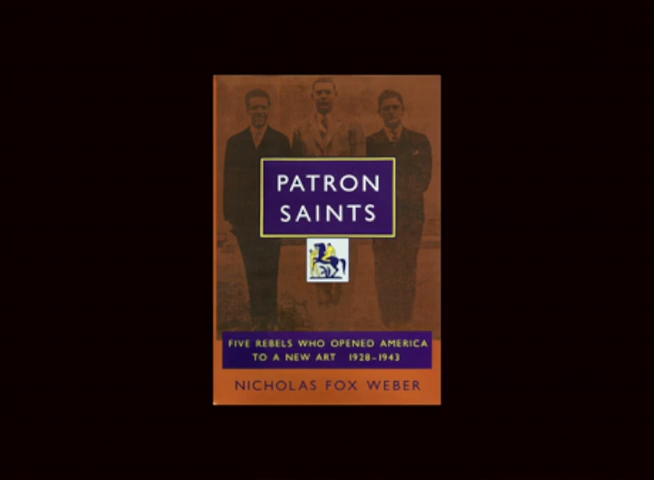 PATRON
SAINTS
FIVE REBELS WHO OPENED AMERICA
TO A NEW ART 1928–1943
NICHOLAS FOX WEBER